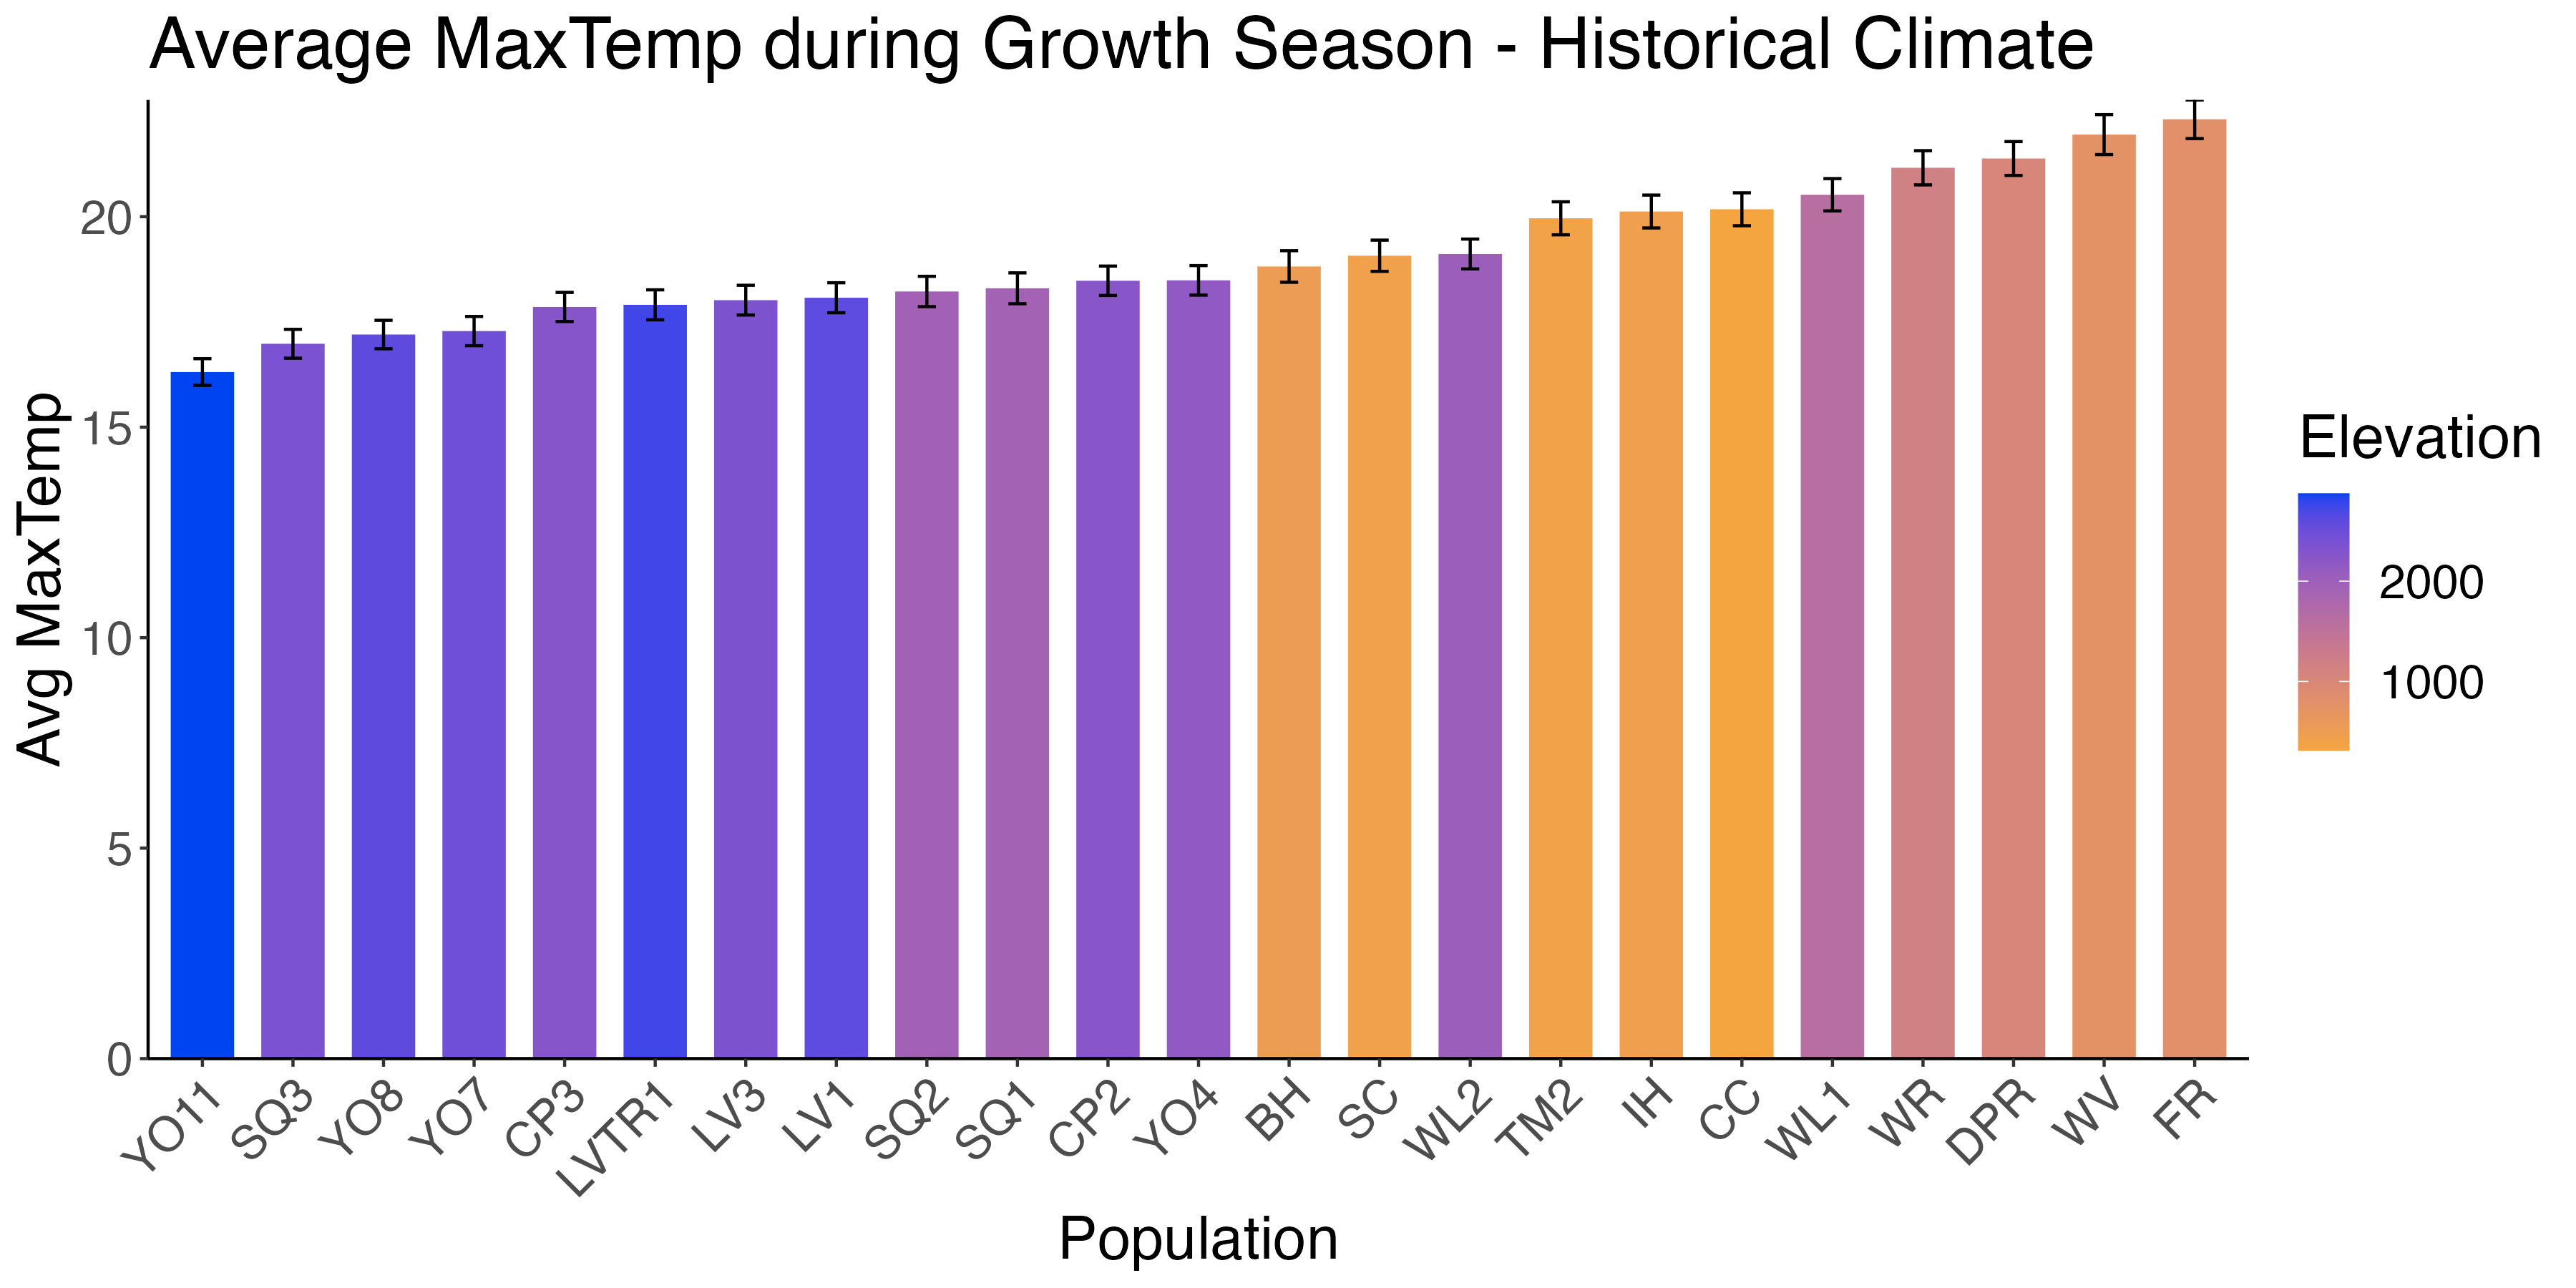 Average MaxTemp during Growth Season - Historical Climate
Avg MaxTemp
20
15
10
5
0
YO11
SQ3
YO8
YO7
CP3
LVTR1
LV3
LV1
SQ2
SQ1
CP2
YO4
BH
SC
WL2
TM2
IH
CC
WL1
WR
DPR
WV
FR
Population
Elevation
2000
1000